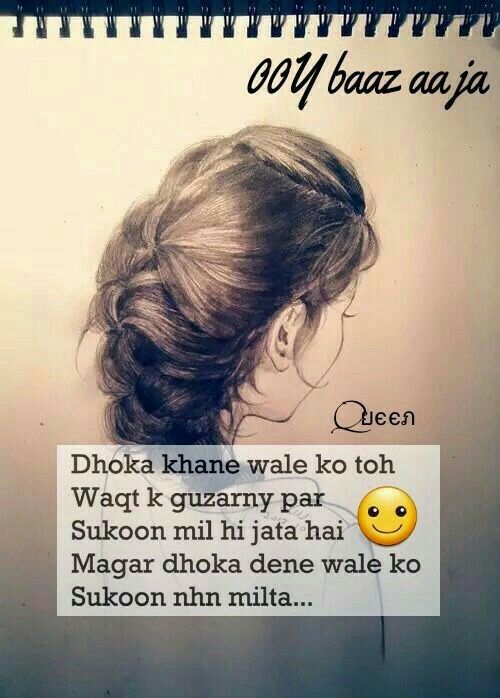 OOY baaz aa ja
Queen
Dhoka khane wale ko toh
Waqt k guzarny par
Sukoon mil hi jata hai
Magar dhoka dene wale ko
Sukoon nhn milta...